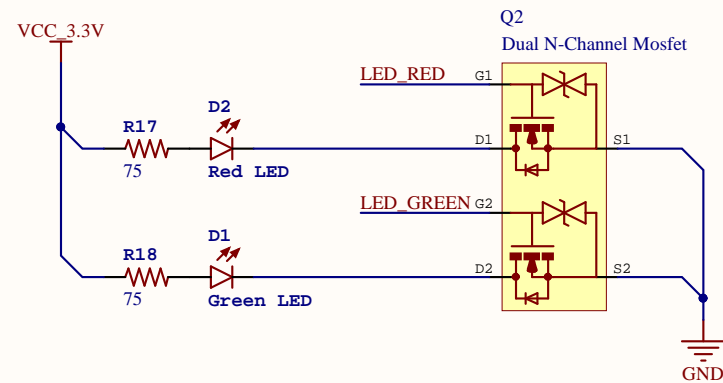 Q2
Dual N-Channel Mosfet
VCC_3.3V
LED_RED
G1
D2
R17
75
Red LED
D1
S1
LED_GREEN
G2
D1
R18
75
Green LED
D2
S2
GND